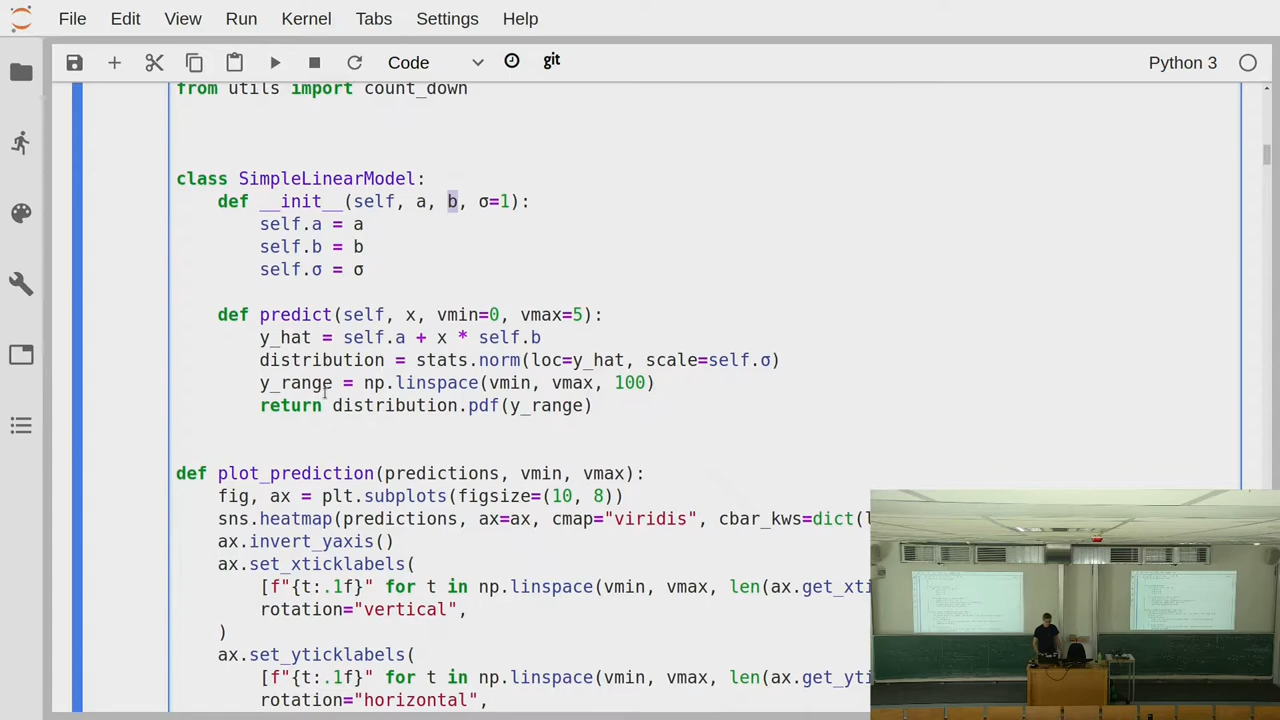 File Edit View Run Kernel Tabs Settings Help
Code git Python 3
from utils import count_down
class SimpleLinearModel:
def __init__(self, a, b, σ=1):
self.a = a
self.b = b
self.σ = σ
def predict(self, x, vmin=0, vmax=5):
y_hat = self.a + x * self.b
distribution = stats.norm(loc=y_hat, scale=self.σ)
y_range = np.linspace(vmin, vmax, 100)
return distribution.pdf(y_range)
def plot_prediction(predictions, vmin, vmax):
fig, ax = plt.subplots(figsize=(10, 8))
sns.heatmap(predictions, ax=ax, cmap="viridis", cbar_kws=dict(l
ax.invert_yaxis()
ax.set_xticklabels(
[f"{t:.1f}" for t in np.linspace(vmin, vmax, len(ax.get_xti
rotation="vertical",
)
ax.set_yticklabels(
[f"{t:.1f}" for t in np.linspace(vmin, vmax, len(ax.get_yti
rotation="horizontal",